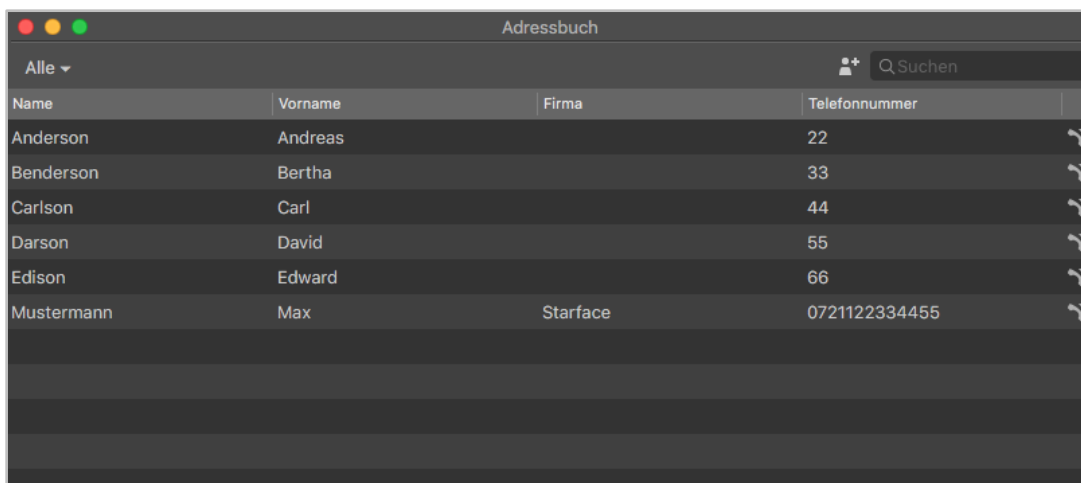 Adressbuch
Alle
Suchen
Name Vorname Firma Telefonnummer
Anderson Andreas 22
Benderson Bertha 33
Carlson Carl 44
Darson David 55
Edison Edward 66
Mustermann Max Starface 0721122334455